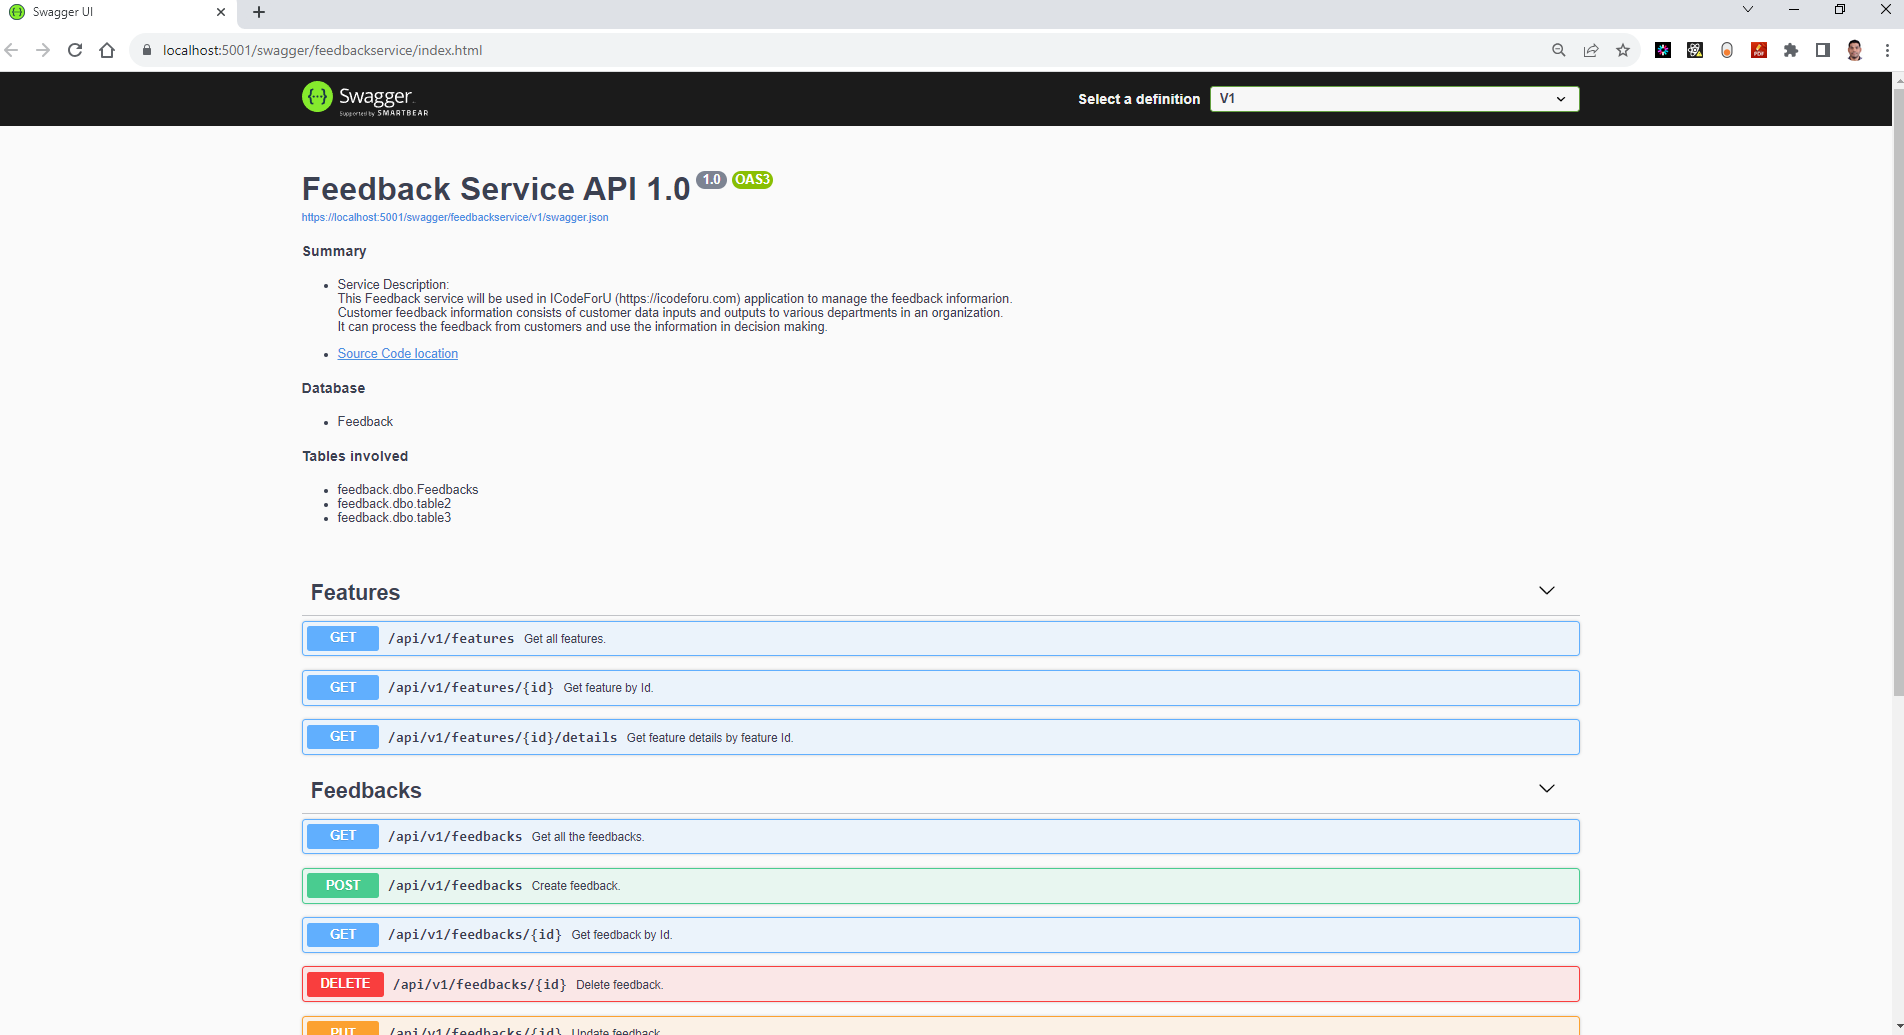 Swagger UI
localhost:5001/swagger/feedbackservice/index.html
PDF
Swagger
Supported by SMARTBEAR
Select a definition
V1
Feedback Service API 1.0 1.0 OAS3
https://localhost:5001/swagger/feedbackservice/v1/swagger.json
Summary
Service Description:
This Feedback service will be used in ICodeForU (https://icodeforu.com) application to manage the feedback informarion.
Customer feedback information consists of customer data inputs and outputs to various departments in an organization.
It can process the feedback from customers and use the information in decision making.
Source Code location
Database
Feedback
Tables involved
feedback.dbo.Feedbacks
feedback.dbo.table2
feedback.dbo.table3
Features
GET /api/v1/features Get all features.
GET /api/v1/features/{id} Get feature by Id.
GET /api/v1/features/{id}/details Get feature details by feature Id.
Feedbacks
GET /api/v1/feedbacks Get all the feedbacks.
POST /api/v1/feedbacks Create feedback.
GET /api/v1/feedbacks/{id} Get feedback by Id.
DELETE /api/v1/feedbacks/{id} Delete feedback.
PUT /api/v1/feedbacks/{id} Update feedback.